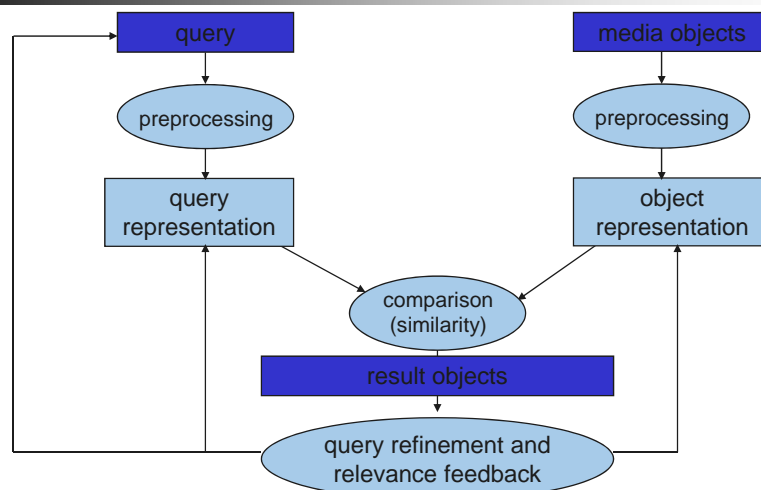 query
media objects
preprocessing
preprocessing
query
representation
object
representation
comparison
(similarity)
result objects
query refinement and
relevance feedback